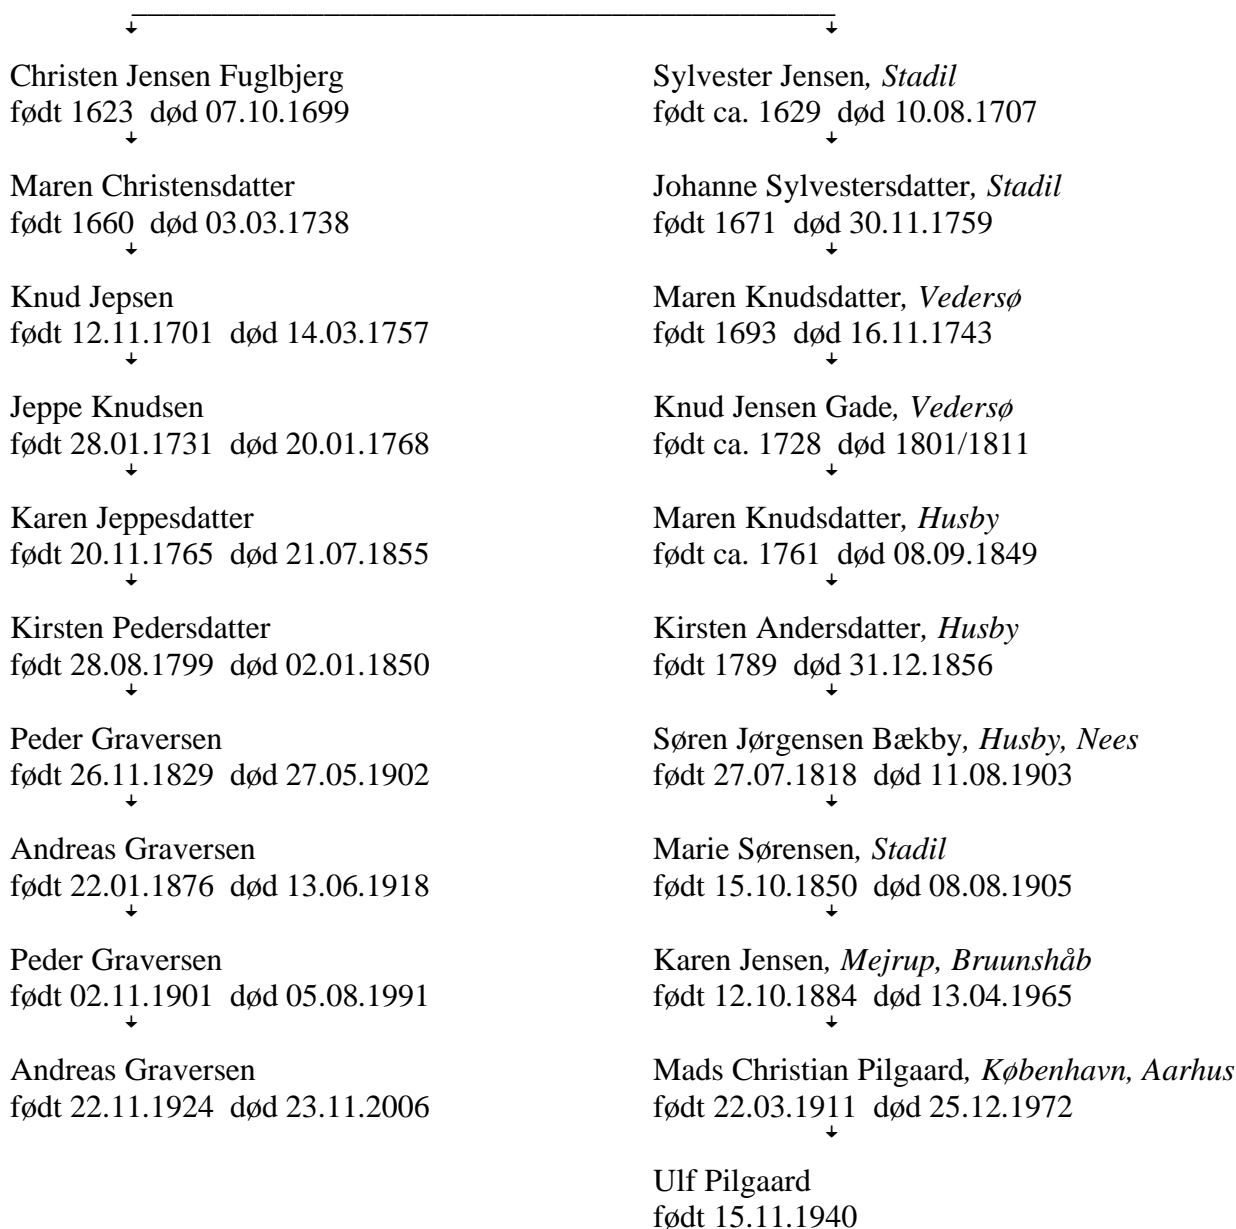 Christen Jensen Fuglbjerg
født 1623 død 07.10.1699
Maren Christensdatter
født 1660 død 03.03.1738
Knud Jepsen
født 12.11.1701 død 14.03.1757
Jeppe Knudsen
født 28.01.1731 død 20.01.1768
Karen Jeppesdatter
født 20.11.1765 død 21.07.1855
Kirsten Pedersdatter
født 28.08.1799 død 02.01.1850
Peder Graversen
født 26.11.1829 død 27.05.1902
Andreas Graversen
født 22.01.1876 død 13.06.1918
Peder Graversen
født 02.11.1901 død 05.08.1991
Andreas Graversen
født 22.11.1924 død 23.11.2006
Sylvester Jensen, Stadil
født ca. 1629 død 10.08.1707
Johanne Sylvestersdatter, Stadil
født 1671 død 30.11.1759
Maren Knudsdatter, Vedersø
født 1693 død 16.11.1743
Knud Jensen Gade, Vedersø
født ca. 1728 død 1801/1811
Maren Knudsdatter, Husby
født ca. 1761 død 08.09.1849
Kirsten Andersdatter, Husby
født 1789 død 31.12.1856
Søren Jørgensen Bækby, Husby, Nees
født 27.07.1818 død 11.08.1903
Marie Sørensen, Stadil
født 15.10.1850 død 08.08.1905
Karen Jensen, Mejrup, Bruunshåb
født 12.10.1884 død 13.04.1965
Mads Christian Pilgaard, København, Aarhus
født 22.03.1911 død 25.12.1972
Ulf Pilgaard
født 15.11.1940